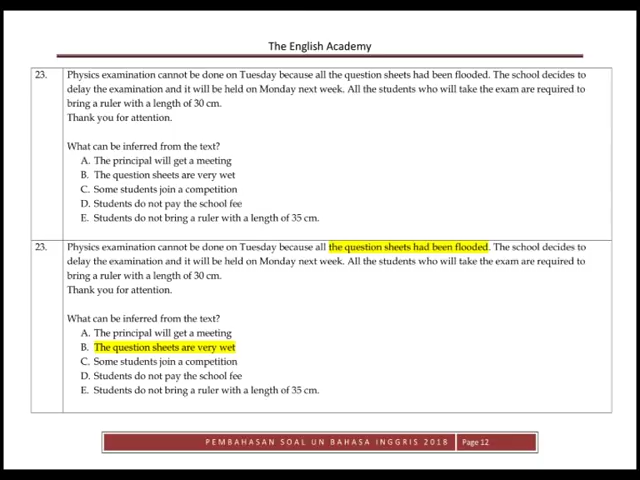 The English Academy
23. Physics examination cannot be done on Tuesday because all the question sheets had been flooded. The school decides to
delay the examination and it will be held on Monday next week. All the students who will take the exam are required to
bring a ruler with a length of 30 cm.
Thank you for attention.
What can be inferred from the text?
A. The principal will get a meeting
B. The question sheets are very wet
C. Some students join a competition
D. Students do not pay the school fee
E. Students do not bring a ruler with a length of 35 cm.
23. Physics examination cannot be done on Tuesday because all the question sheets had been flooded. The school decides to
delay the examination and it will be held on Monday next week. All the students who will take the exam are required to
bring a ruler with a length of 30 cm.
Thank you for attention.
What can be inferred from the text?
A. The principal will get a meeting
B. The question sheets are very wet
C. Some students join a competition
D. Students do not pay the school fee
E. Students do not bring a ruler with a length of 35 cm.
PEMBAHASAN SOAL UN BAHASA INGGRIS 2018 Page 12